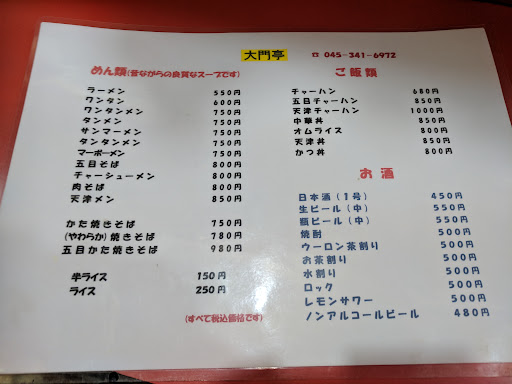 大門亭
☎ 045-341-6972
めん類(昔ながらの良質なスープです)
ラーメン 550円
ワンタン 600円
ワンタンメン 750円
タンメン 750円
サンマーメン 750円
タンタンメン 750円
マーボーメン 750円
五目そば 800円
チャーシューメン 800円
肉そば 800円
天津メン 850円
かた焼きそば 750円
(やわらか)焼きそば 780円
五目かた焼きそば 980円
半ライス 150円
ライス 250円
(すべて税込価格です)
ご飯類
チャーハン 680円
五目チャーハン 850円
天津チャーハン 1000円
中華丼 850円
オムライス 800円
天津丼 850円
かつ丼 800円
お酒
日本酒(1号) 450円
生ビール(中) 550円
瓶ビール(中) 550円
焼酎 500円
ウーロン茶割り 500円
お茶割り 500円
水割り 500円
ロック 500円
レモンサワー 500円
ノンアルコールビール 480円